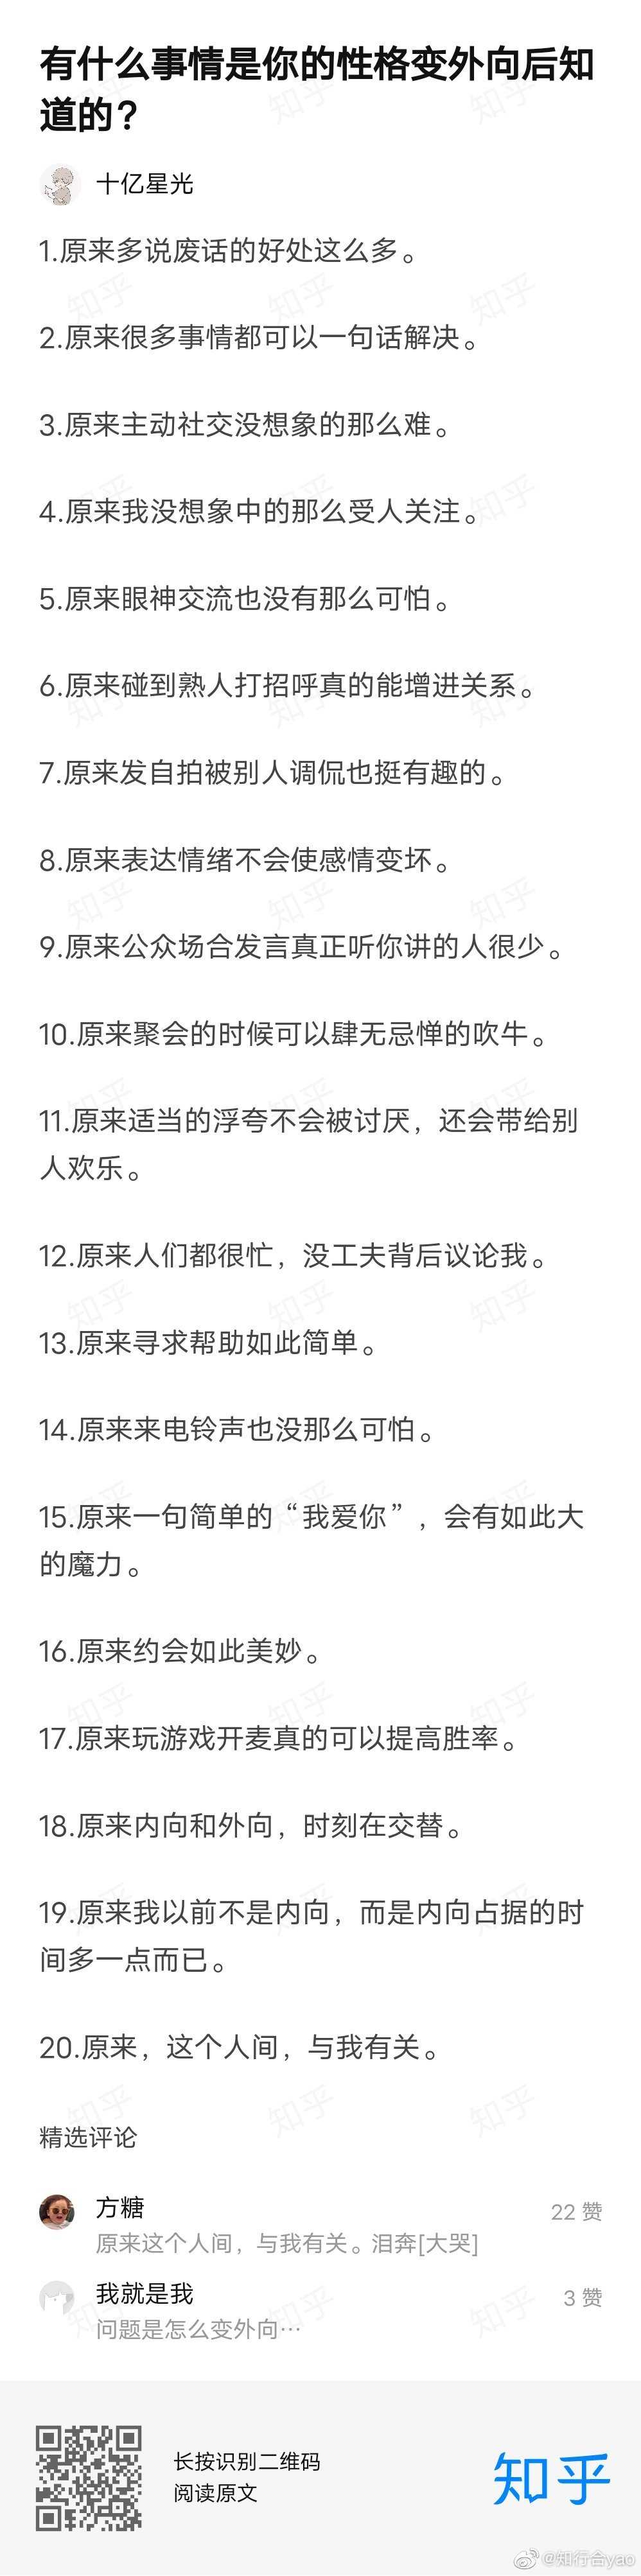 有什么事情是你的性格变外向后知
道的？
十亿星光
1.原来多说废话的好处这么多。
2.原来很多事情都可以一句话解决。
3.原来主动社交没想象的那么难。
4.原来我没想象中的那么受人关注。
5.原来眼神交流也没有那么可怕。
6.原来碰到熟人打招呼真的能增进关系。
7.原来发自拍被别人调侃也挺有趣的。
8.原来表达情绪不会使感情变坏。
9.原来公众场合发言真正听你讲的人很少。
10.原来聚会的时候可以肆无忌惮的吹牛。
11.原来适当的浮夸不会被讨厌，还会带给别
人欢乐。
12.原来人们都很忙，没工夫背后议论我。
13.原来寻求帮助如此简单。
14.原来来电铃声也没那么可怕。
15.原来一句简单的“我爱你”，会有如此大
的魔力。
16.原来约会如此美妙。
17.原来玩游戏开麦真的可以提高胜率。
18.原来内向和外向，时刻在交替。
19.原来我以前不是内向，而是内向占据的时
间多一点而已。
20.原来，这个人间，与我有关。
精选评论
方糖
22 赞
原来这个人间，与我有关。泪奔[大哭]
我就是我
3 赞
问题是怎么变外向…
长按识别二维码
阅读原文
知乎
@知行合yao